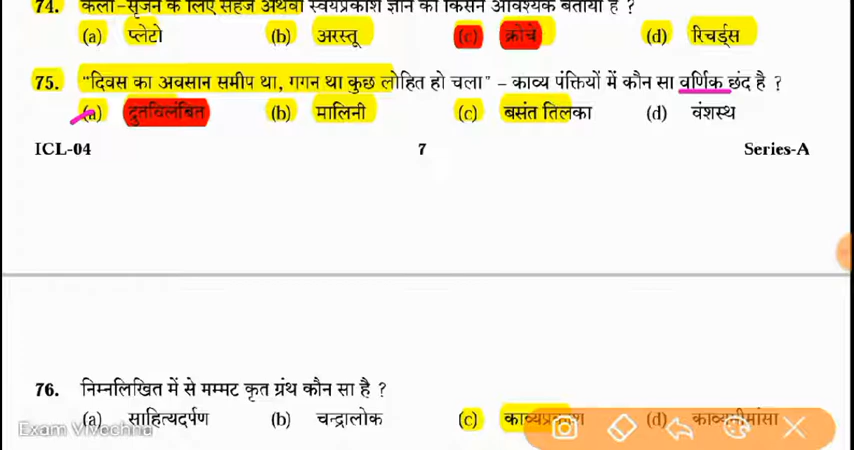 74. कला-सृजन के लिए सहज अथवा स्वयंप्रकाश ज्ञान को किसने आवश्यक बताया है ?
(a) प्लेटो (b) अरस्तू (c) क्रोचे (d) रिचर्ड्स
75. "दिवस का अवसान समीप था, गगन था कुछ लोहित हो चला" – काव्य पंक्तियों में कौन सा वर्णिक छंद है ?
(a) द्रुतविलंबित (b) मालिनी (c) बसंत तिलका (d) वंशस्थ
ICL-04 7 Series-A
76. निम्नलिखित में से मम्मट कृत ग्रंथ कौन सा है ?
(a) साहित्यदर्पण (b) चन्द्रालोक (c) काव्यप्रकाश (d) काव्यमीमांसा
Exam Vivechna